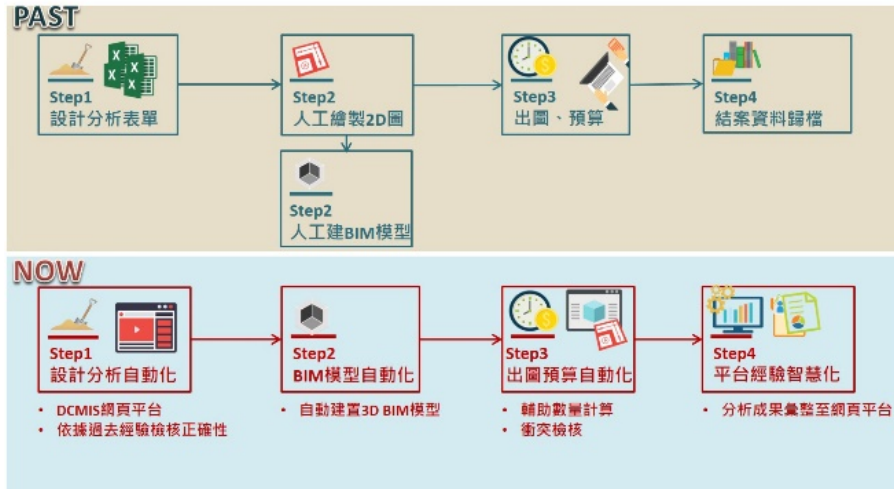 PAST
Step1
設計分析表單
Step2
人工繪製2D圖
Step3
出圖、預算
Step4
結案資料歸檔
Step2
人工建BIM模型
NOW
Step1
設計分析自動化
• DCMIS網頁平台
• 依據過去經驗檢核正確性
Step2
BIM模型自動化
• 自動建置3D BIM模型
Step3
出圖預算自動化
• 輔助數量計算
• 衝突檢核
Step4
平台經驗智慧化
• 分析成果彙整至網頁平台